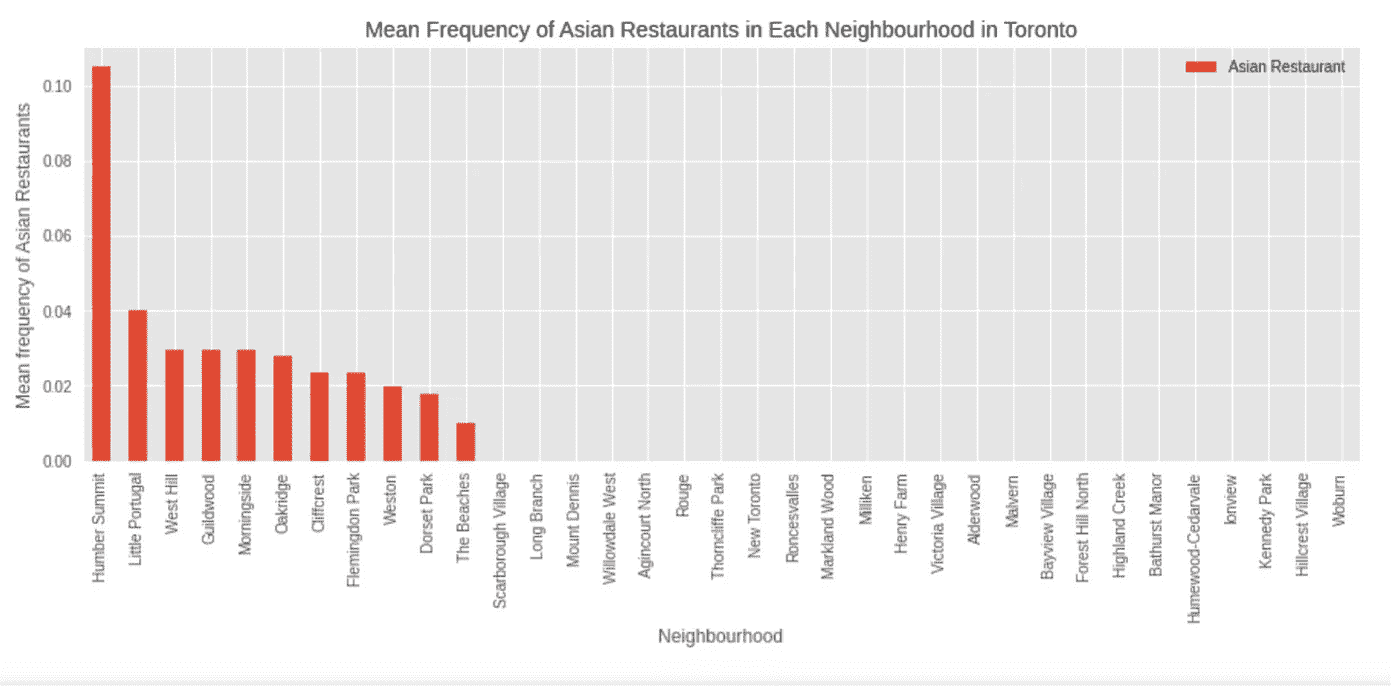 Mean Frequency of Asian Restaurants in Each Neighbourhood in Toronto
Asian Restaurant
Mean frequency of Asian Restaurants
0.10
0.08
0.06
0.04
0.02
0.00
Humber Summit
Little Portugal
West Hill
Guildwood
Morningside
Oakridge
Cliffcrest
Flemingdon Park
Weston
Dorset Park
The Beaches
Scarborough Village
Long Branch
Mount Dennis
Willowdale West
Agincourt North
Rouge
Thorncliffe Park
New Toronto
Roncesvalles
Markland Wood
Milliken
Henry Farm
Victoria Village
Alderwood
Malvern
Bayview Village
Forest Hill North
Highland Creek
Bathurst Manor
Humewood-Cedarvale
Ionview
Kennedy Park
Hillcrest Village
Woburn
Neighbourhood